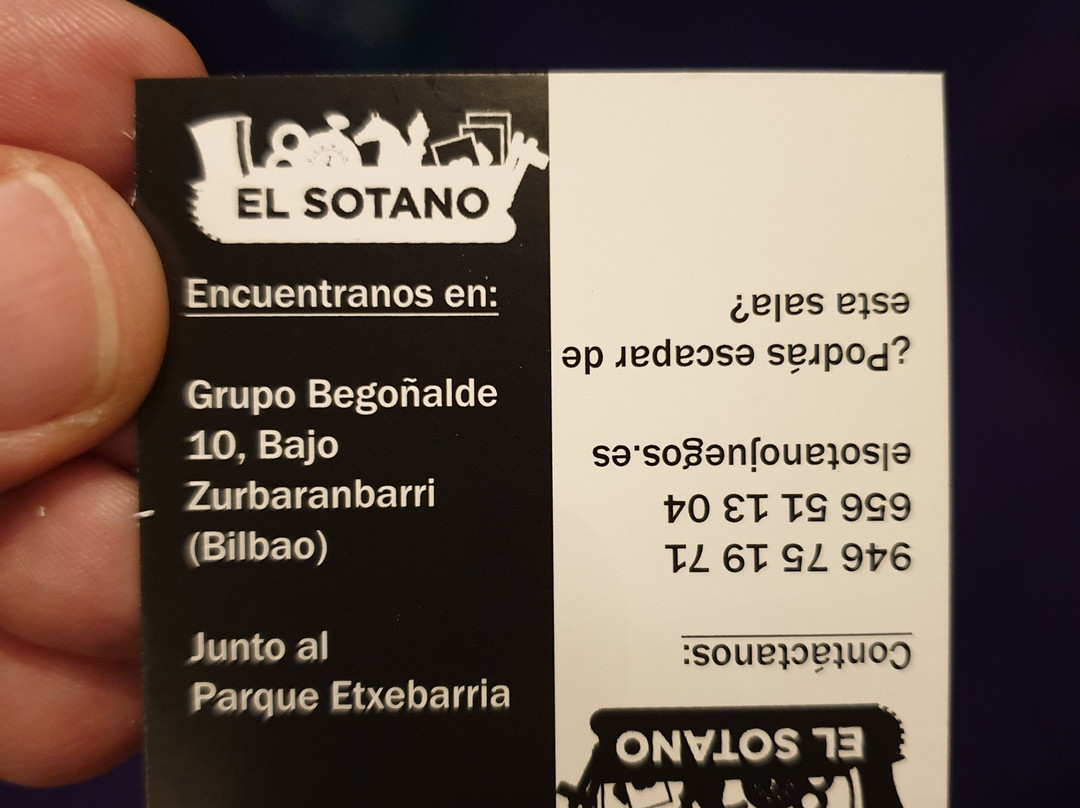 EL SOTANO
Encuentranos en:
Grupo Begoñalde
10, Bajo
Zurbaranbarri
(Bilbao)
Junto al
Parque Etxebarria
EL SOTANO
Contáctanos:
946 75 19 71
656 51 13 04
elsotanojuegos.es
¿Podrás escapar de
esta sala?